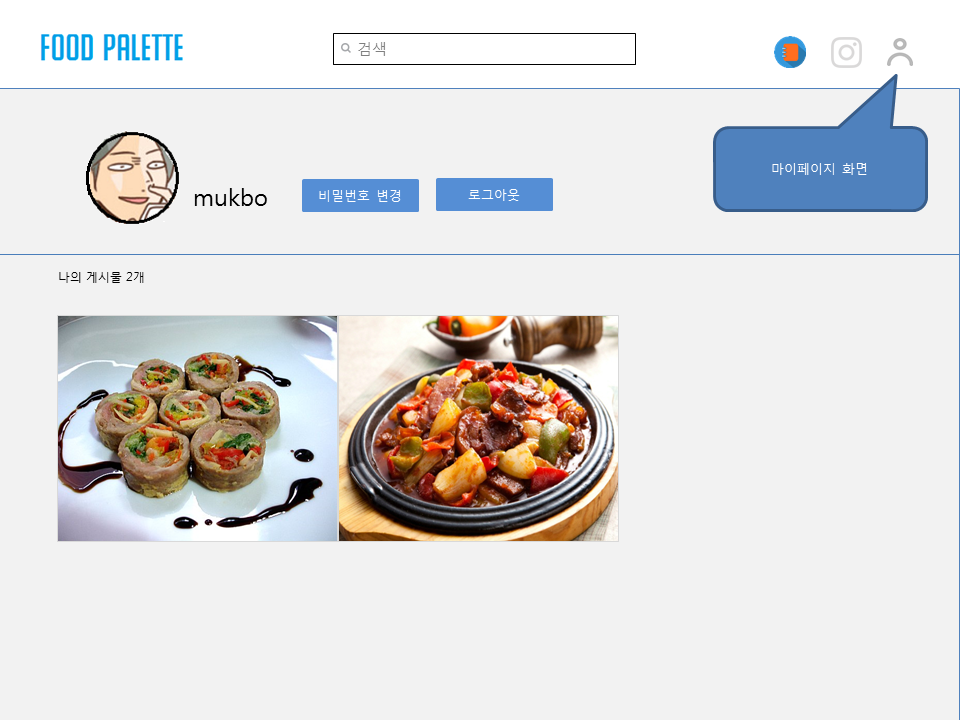 FOOD PALETTE
검색
마이페이지 화면
mukbo
비밀번호 변경
로그아웃
나의 게시물 2개